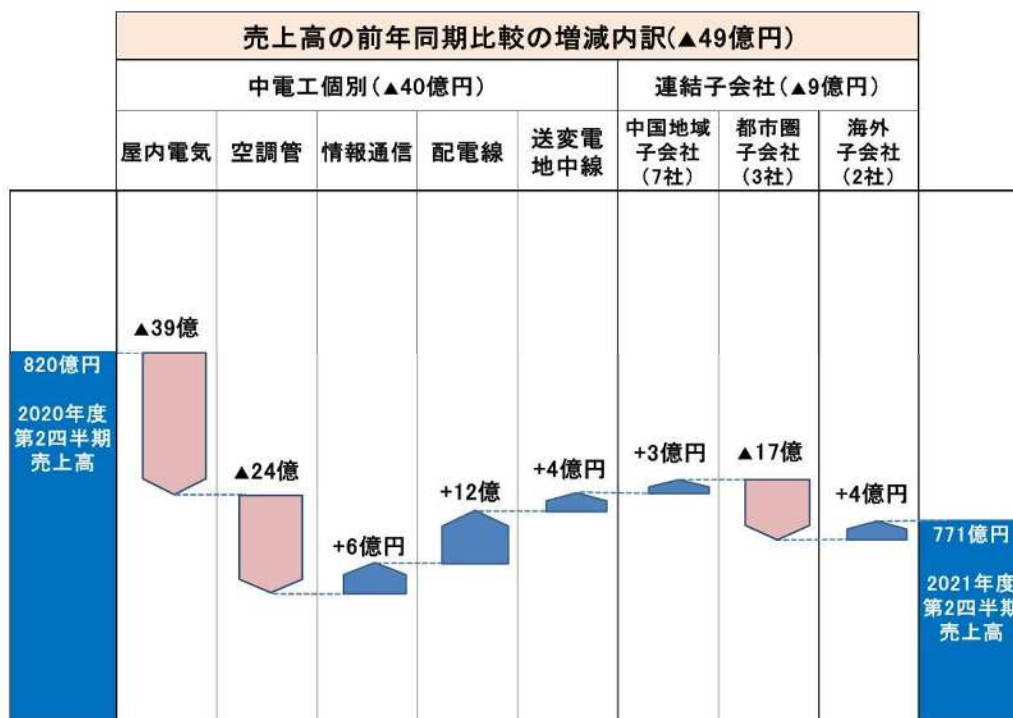 売上高の前年同期比較の増減内訳(▲49億円)
中電工個別(▲40億円)
連結子会社(▲9億円)
屋内電気
空調管
情報通信
配電線
送変電
地中線
中国地域
子会社
(7社)
都市圏
子会社
(3社)
海外
子会社
(2社)
820億円
2020年度
第2四半期
売上高
▲39億
▲24億
+6億円
+12億
+4億円
+3億円
▲17億
+4億円
771億円
2021年度
第2四半期
売上高